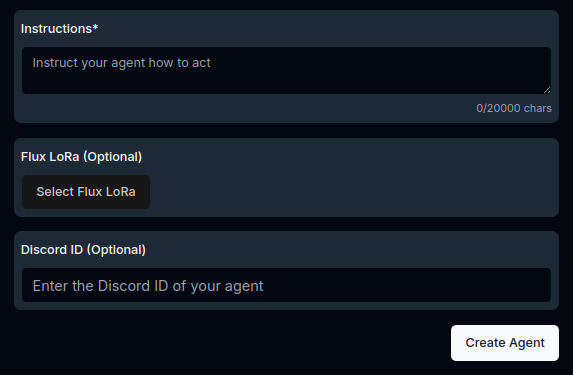 Instructions*
Instruct your agent how to act
0/20000 chars
Flux LoRa (Optional)
Select Flux LoRa
Discord ID (Optional)
Enter the Discord ID of your agent
Create Agent